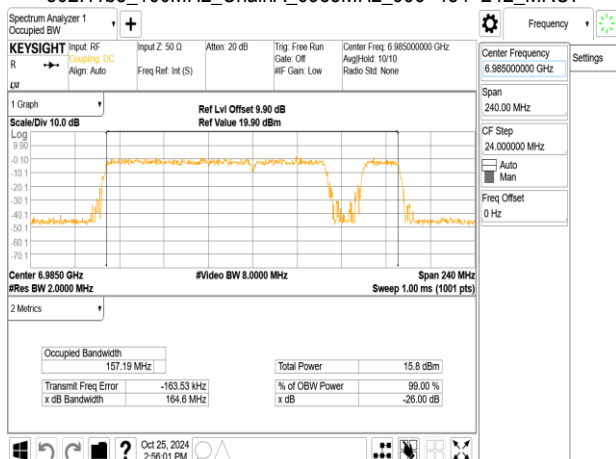 Spectrum Analyzer 1
Occupied BW
Frequency
KEYSIGHT
R
Input: RF
Coupling: DC
Align: Auto
Input Z: 50 Ω
Freq Ref: Int (S)
Atten: 20 dB
Trig: Free Run
Gate: Off
#IF Gain: Low
Center Freq: 6.985000000 GHz
Avg|Hold: 10/10
Radio Std: None
Center Frequency
6.985000000 GHz
Settings
Span
240.00 MHz
CF Step
24.000000 MHz
Auto
Man
Freq Offset
0 Hz
1 Graph
Scale/Div 10.0 dB
Ref Lvl Offset 9.90 dB
Ref Value 19.90 dBm
Log
9.90
-0.10
-10.1
-20.1
-30.1
-40.1
-50.1
-60.1
-70.1
Center 6.9850 GHz
#Video BW 8.0000 MHz
Span 240 MHz
#Res BW 2.0000 MHz
Sweep 1.00 ms (1001 pts)
2 Metrics
Occupied Bandwidth
157.19 MHz
Total Power 15.8 dBm
Transmit Freq Error -163.53 kHz
% of OBW Power 99.00 %
x dB Bandwidth 164.6 MHz
x dB -26.00 dB
?
Oct 25, 2024
2:56:01 PM